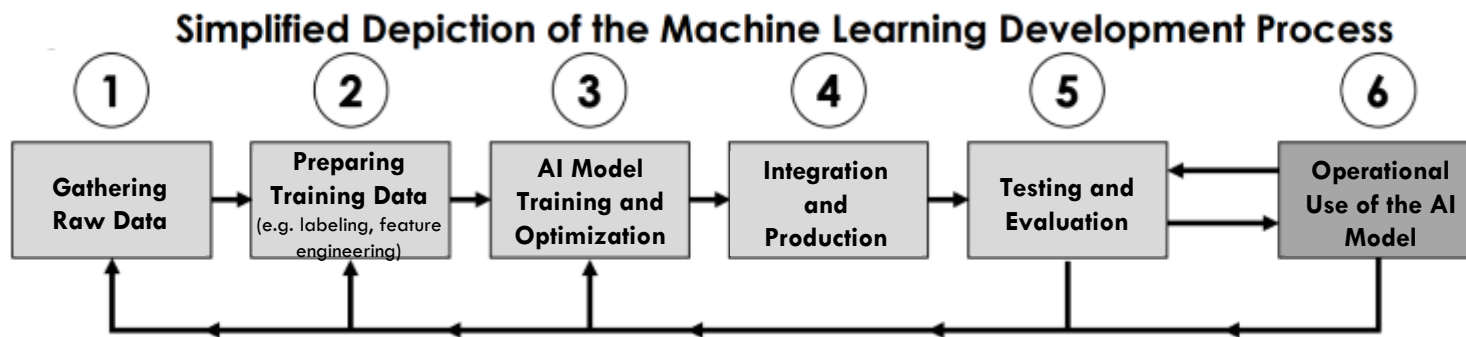 Simplified Depiction of the Machine Learning Development Process
1
2
3
4
5
6
Gathering
Raw Data
Preparing
Training Data
(e.g. labeling, feature
engineering)
AI Model
Training and
Optimization
Integration
and
Production
Testing and
Evaluation
Operational
Use of the AI
Model